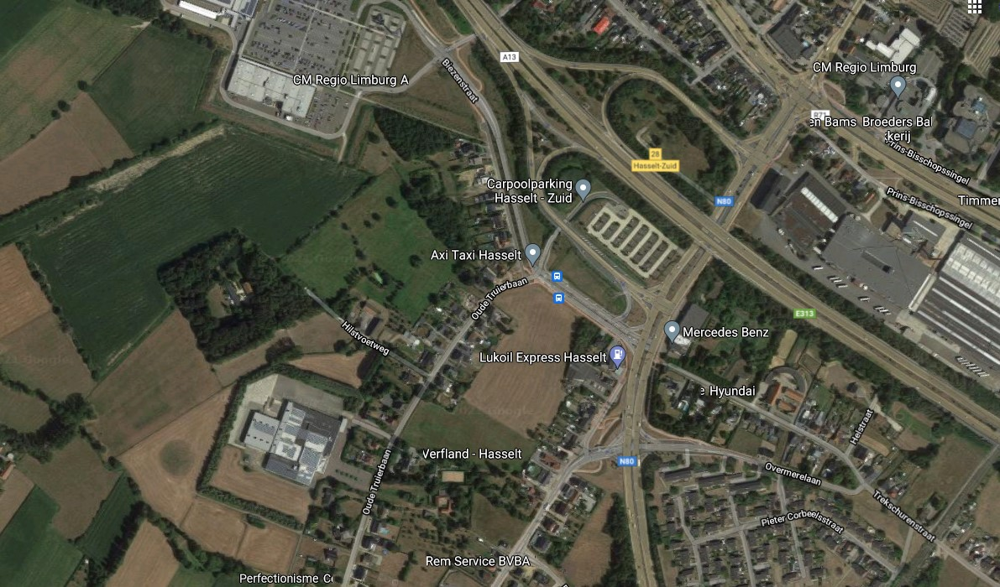 A13
CM Regio Limburg
CM Regio Limburg A
Biezenstraat
R71
en Bams
Broeders Bal
kerij
Prins-Bisschopssingel
28
Hasselt-Zuid
Carpoolparking
Hasselt - Zuid
N80
Prins-Bisschopssingel
Timmer
Axi Taxi Hasselt
Oude Truierbaan
E313
Hilstvoetweg
Mercedes Benz
Lukoil Express Hasselt
e Hyundai
Helstraat
Verfland - Hasselt
N80
Overmerelaan
Oude Truierbaan
Trekschurenstraat
Pieter Corbeelsstraat
Rem Service BVBA
Perfectionisme C